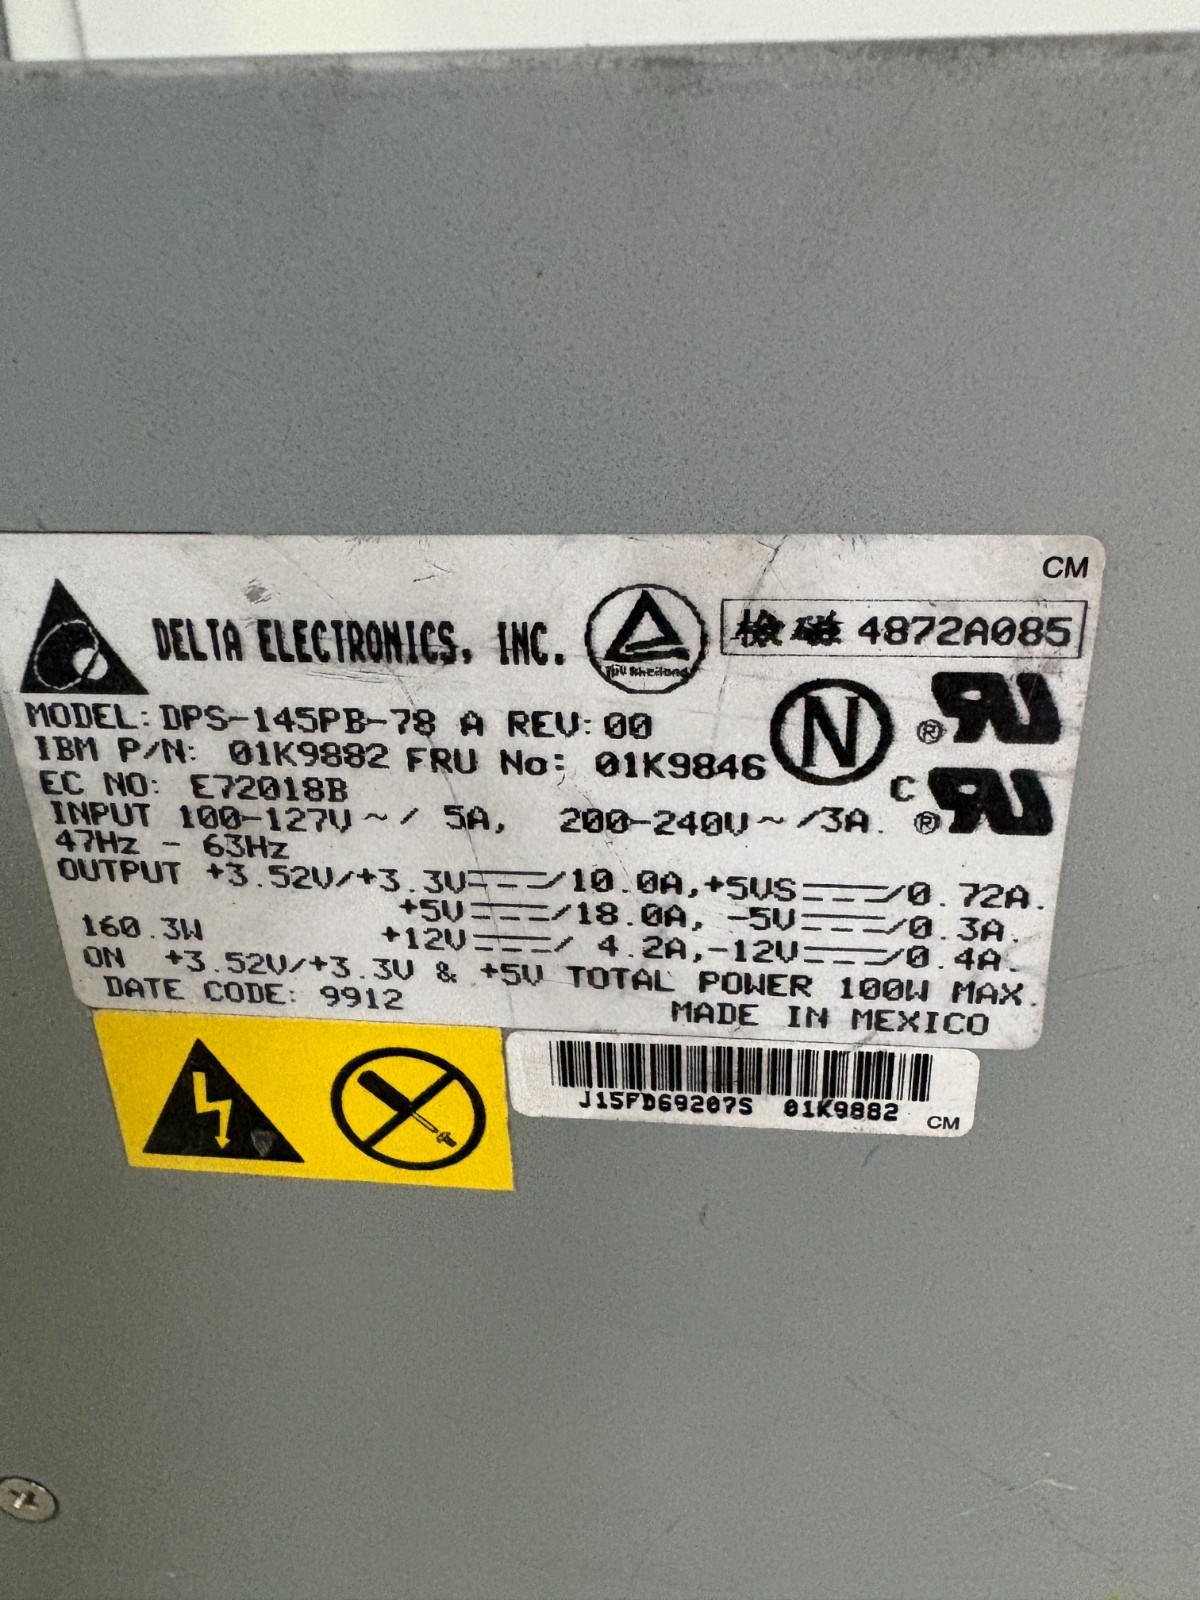 CM
DELTA ELECTRONICS, INC.
TÜV Rheinland
4872A085
MODEL: DPS-145PB-78 A REV: 00
IBM P/N: 01K9882 FRU No: 01K9846
N
EC NO: E72018B
C
INPUT 100-127V ~ / 5A, 200-240V ~ /3A.
47Hz - 63Hz
OUTPUT +3.52V/+3.3V⎓/10.0A,+5VS⎓/0.72A.
+5V⎓/18.0A, -5V⎓/0.3A.
160.3W +12V⎓/ 4.2A,-12V⎓/0.4A.
ON +3.52V/+3.3V & +5V TOTAL POWER 100W MAX.
DATE CODE: 9912
MADE IN MEXICO
J15FD69207S 01K9882
CM